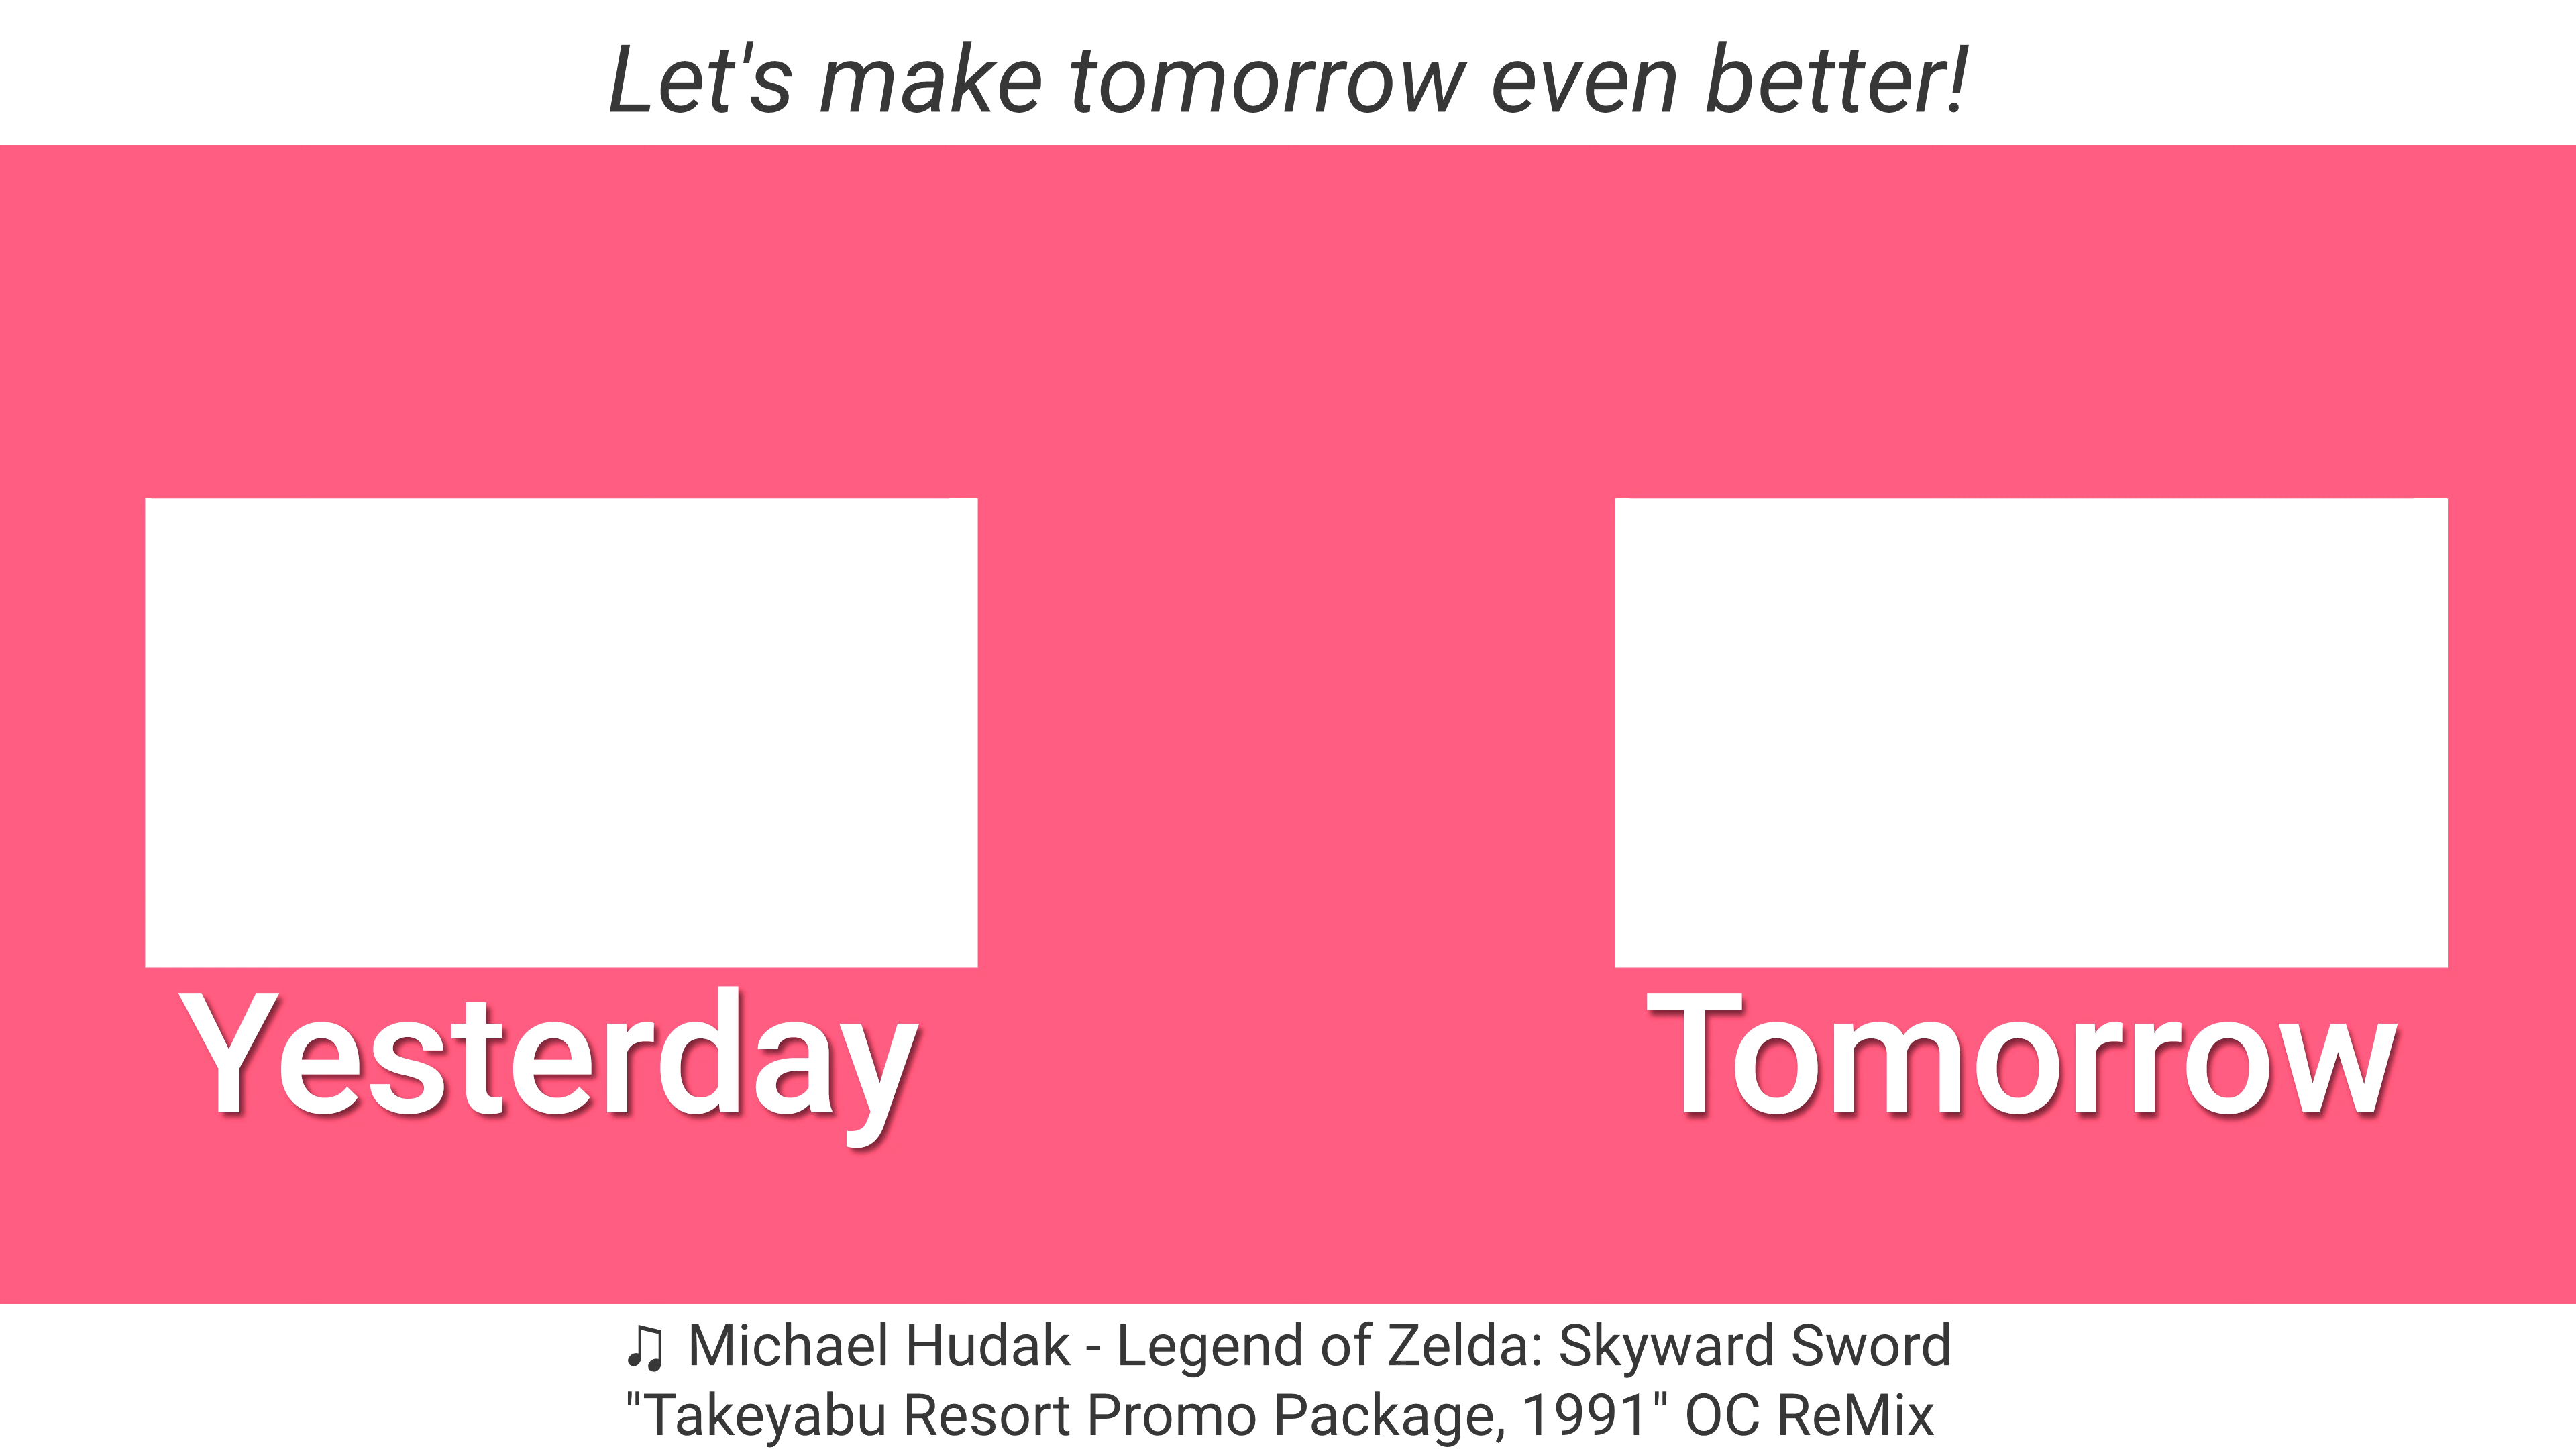 Let's make tomorrow even better!
Yesterday
Tomorrow
♫ Michael Hudak - Legend of Zelda: Skyward Sword
"Takeyabu Resort Promo Package, 1991" OC ReMix